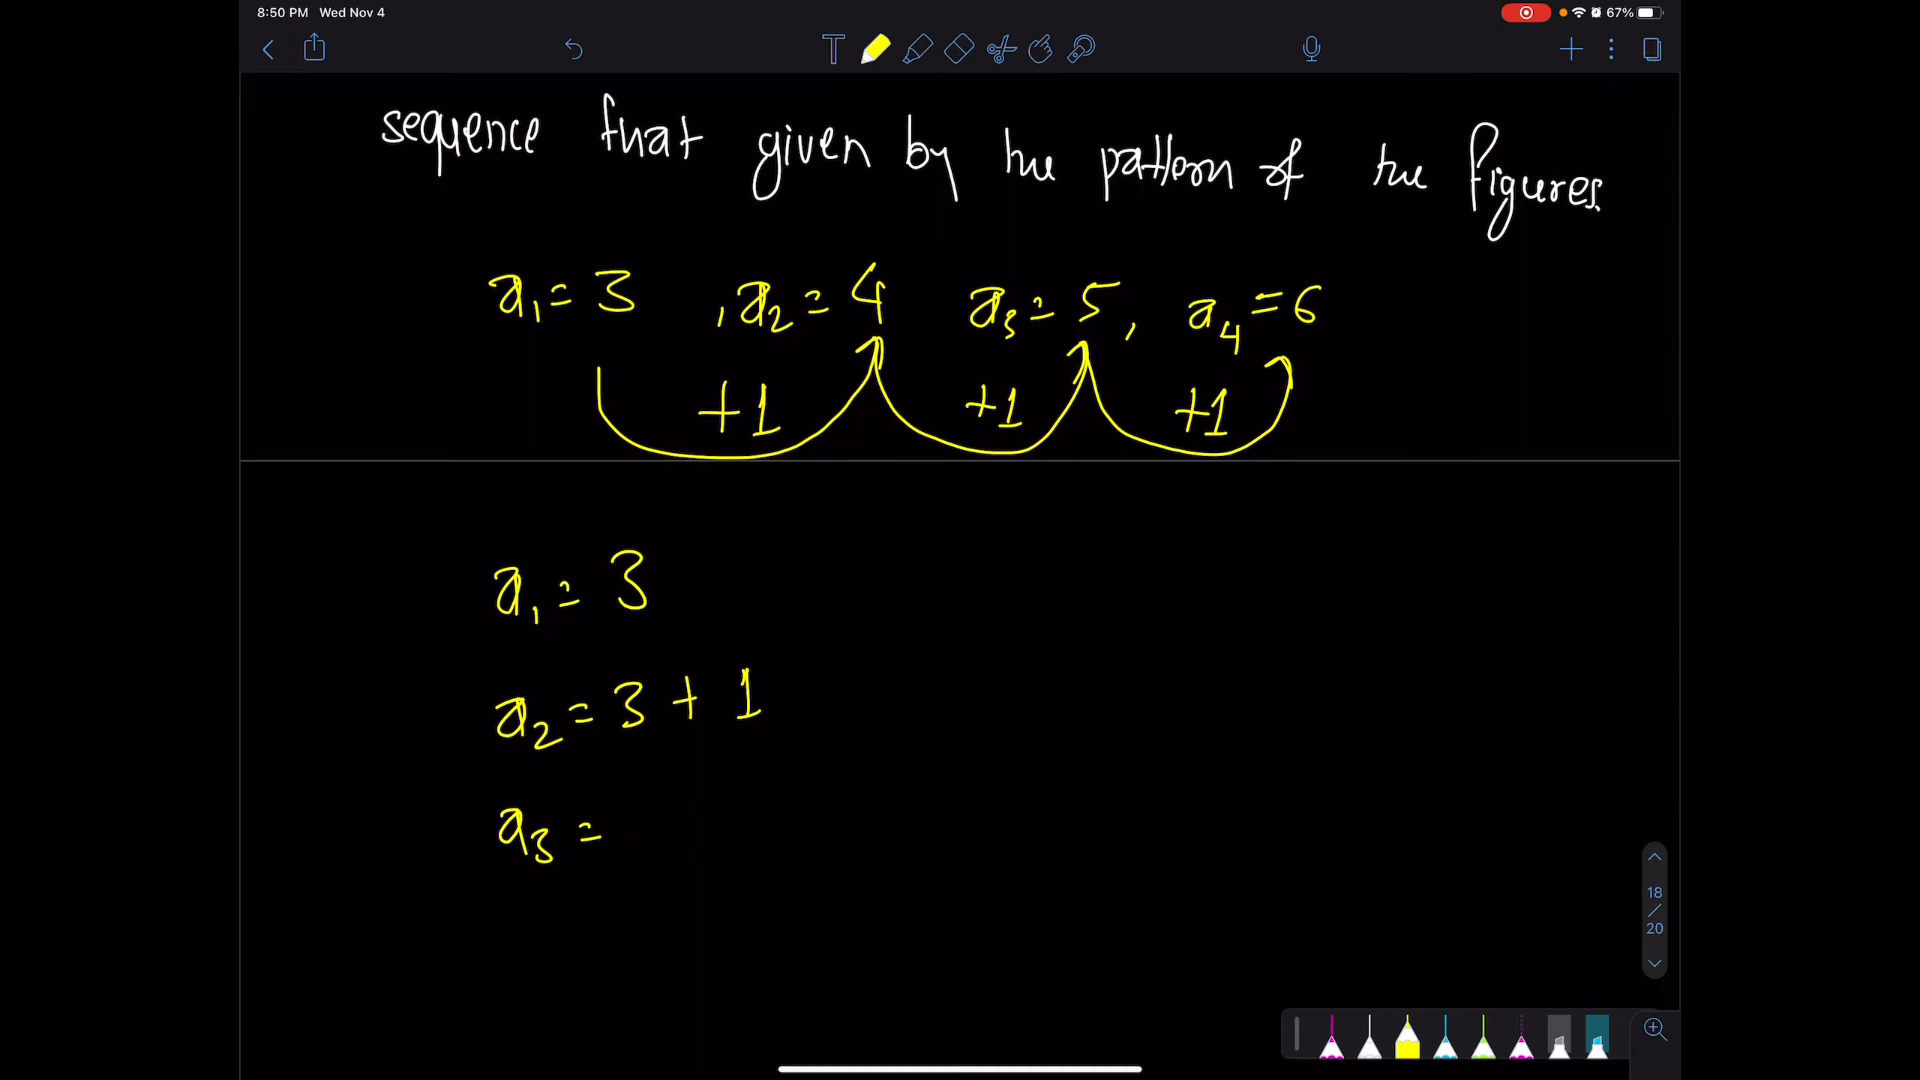 8:50 PM Wed Nov 4
67%
T
sequence that given by the pattern of the figures.
a₁ = 3 , a₂ = 4 a₃ = 5 , a₄ = 6
+1 +1 +1
a₁ = 3
a₂ = 3 + 1
a₃ =
18
/
20